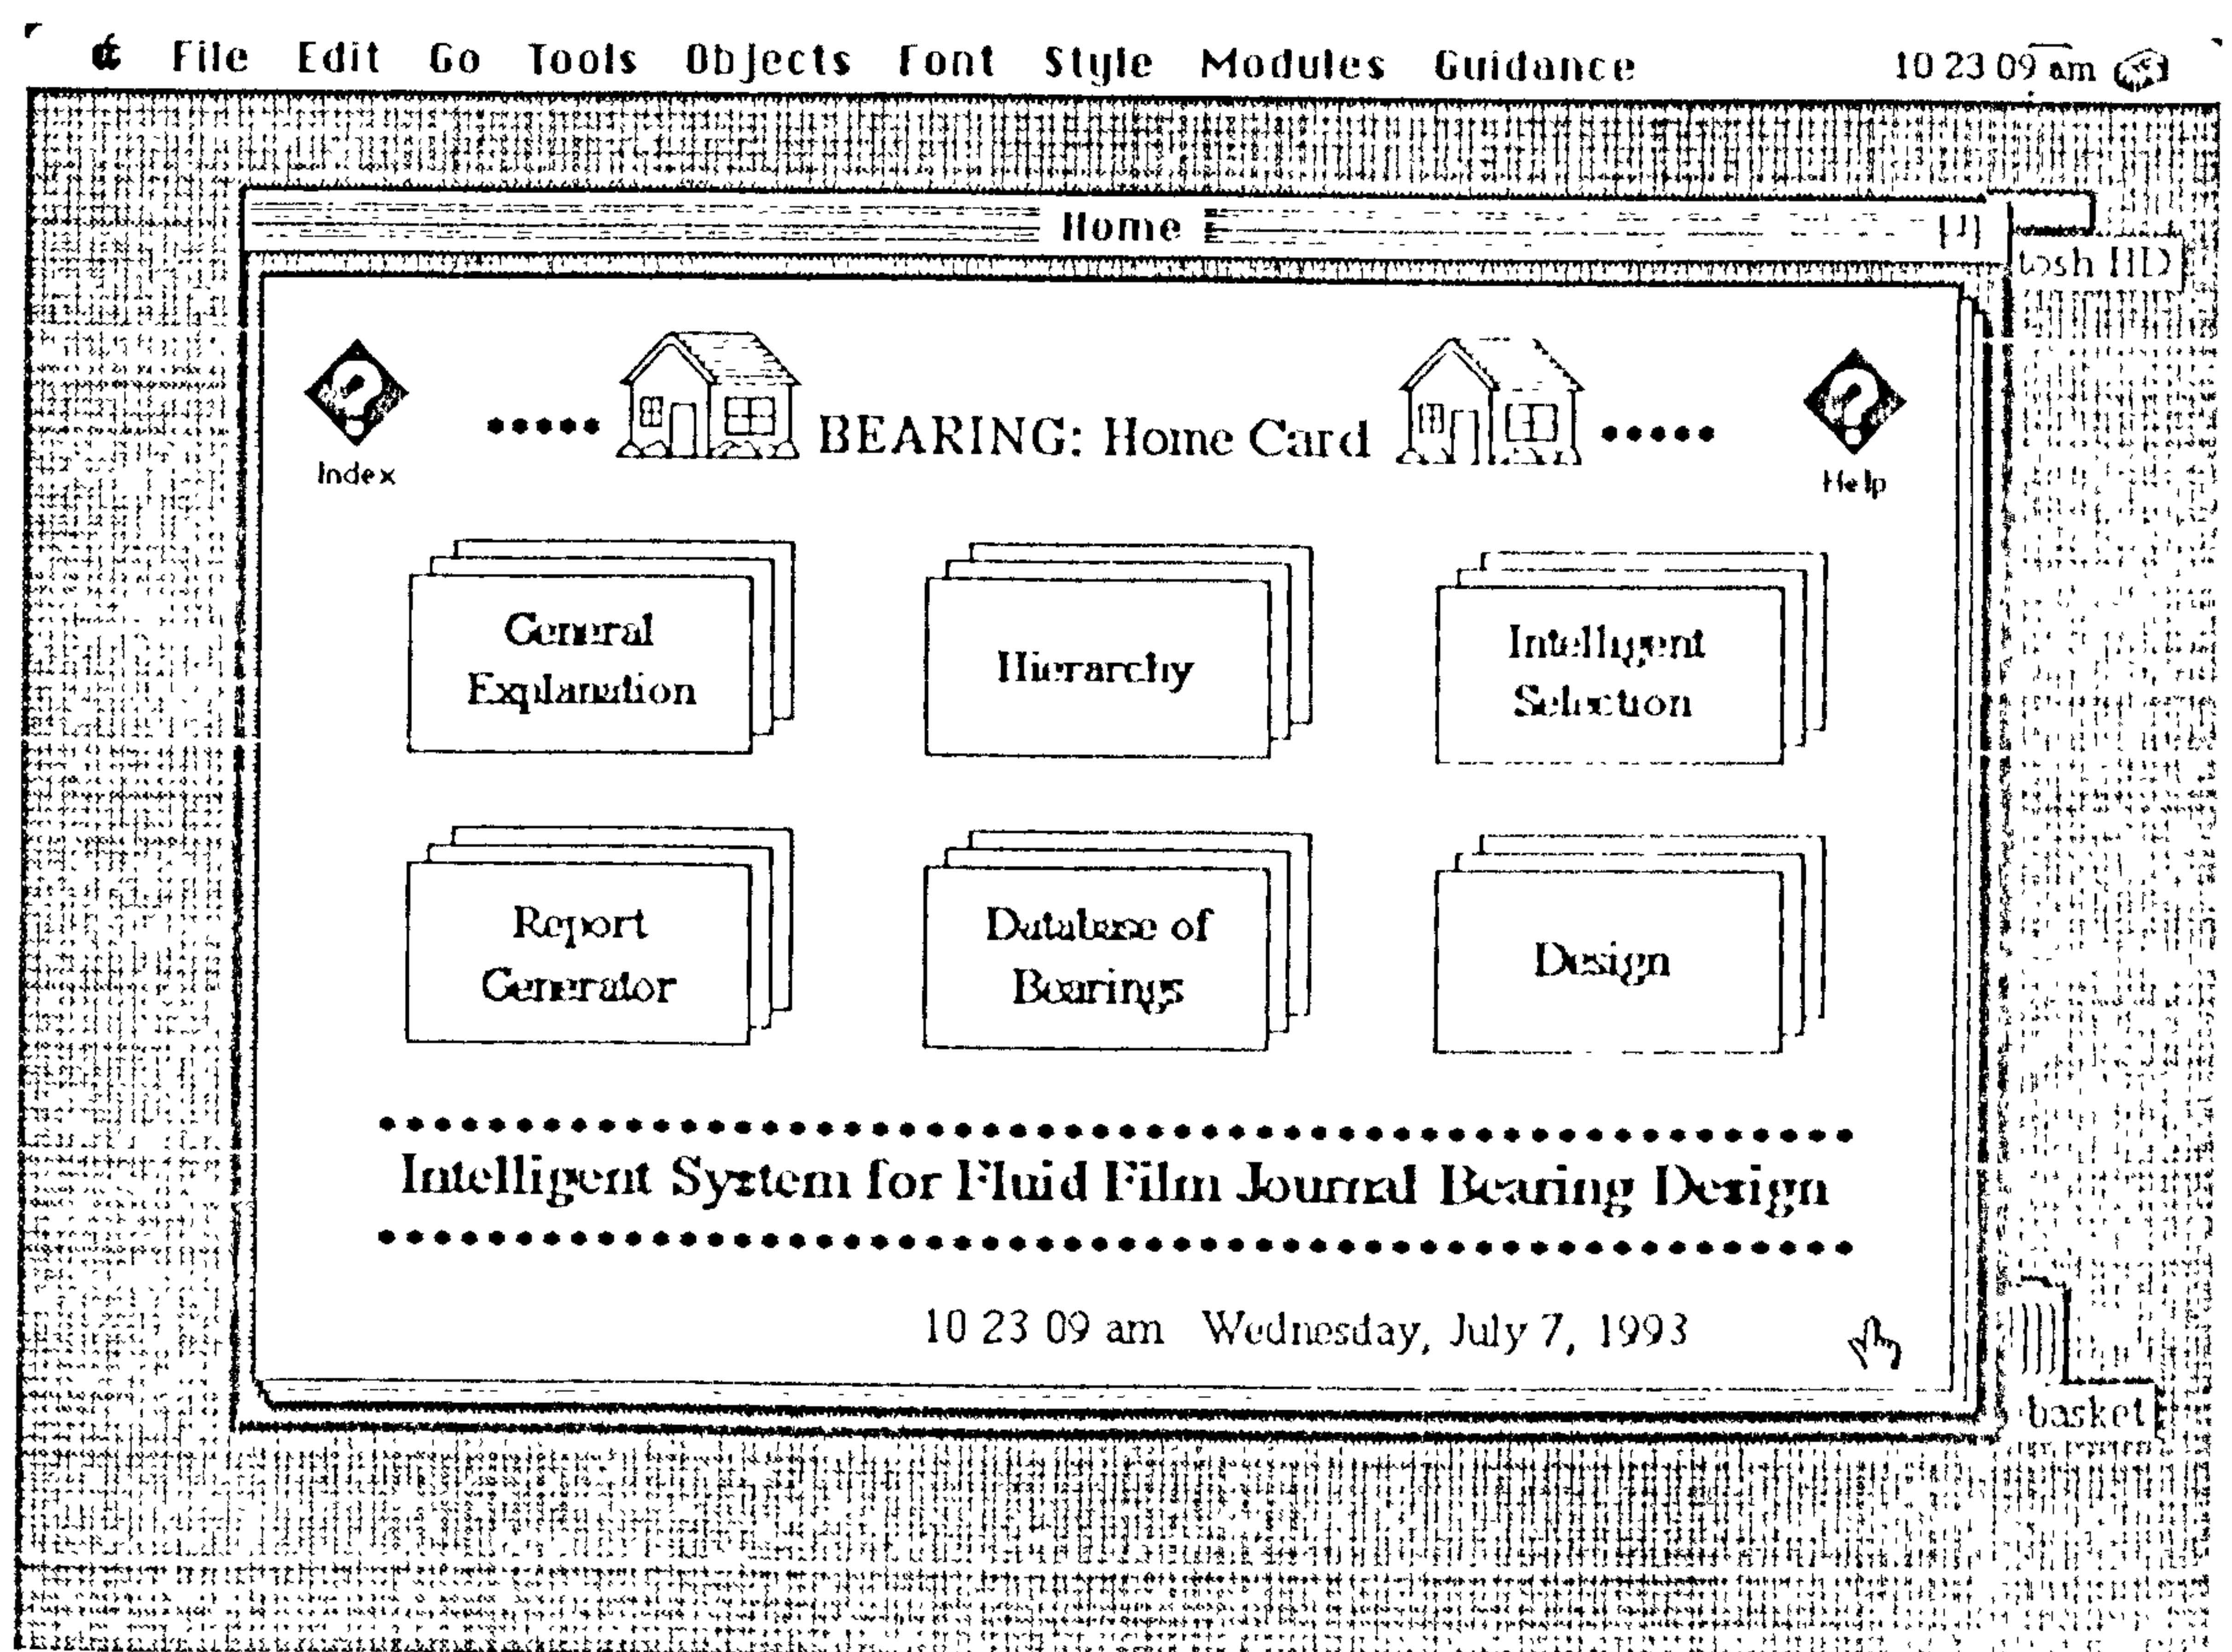 File Edit Go Tools Objects Font Style Modules Guidance 10 23 09 am
Home
tosh HD
BEARING: Home Card
Index
Help
General
Explanation
Hierarchy
Intelligent
Selection
Report
Generator
Database of
Bearings
Design
Intelligent System for Fluid Film Journal Bearing Design
10 23 09 am Wednesday, July 7, 1993
basket